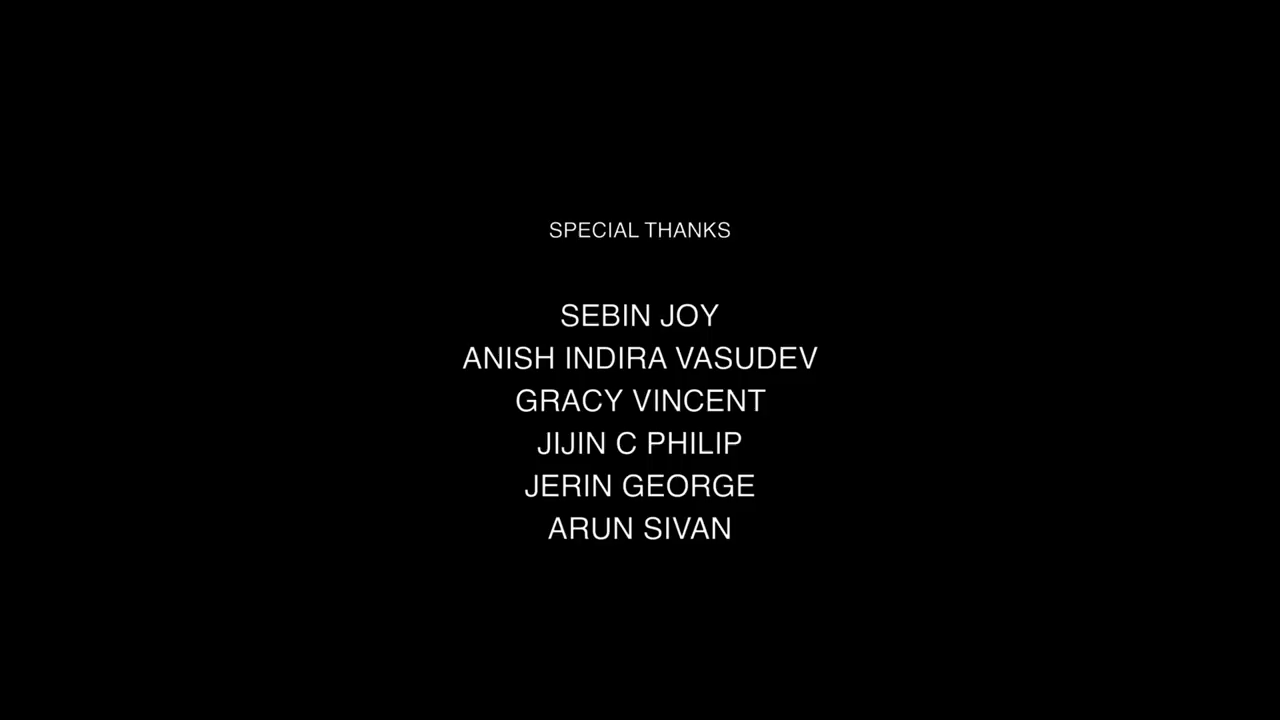 SPECIAL THANKS
SEBIN JOY
ANISH INDIRA VASUDEV
GRACY VINCENT
JIJIN C PHILIP
JERIN GEORGE
ARUN SIVAN